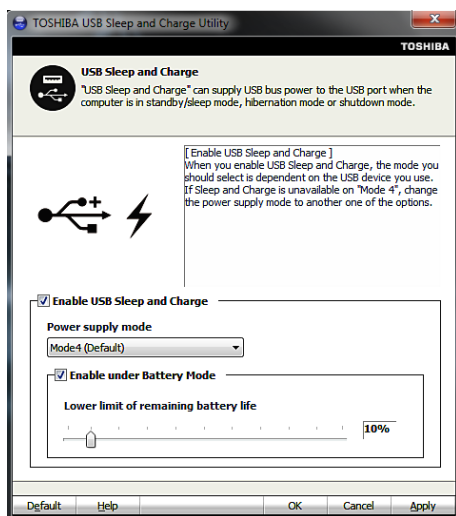 TOSHIBA USB Sleep and Charge Utility
TOSHIBA
USB Sleep and Charge
"USB Sleep and Charge" can supply USB bus power to the USB port when the
computer is in standby/sleep mode, hibernation mode or shutdown
mode.
[ Enable USB Sleep and Charge ]
When you enable USB Sleep and Charge, the mode you
should select is dependent on the USB device you use.
If Sleep and Charge is unavailable on "Mode 4", change
the power supply mode to another one of the options.
Enable USB Sleep and Charge
Power supply mode
Mode4 (Default)
Enable under Battery Mode
Lower limit of remaining battery life
10%
Default Help OK Cancel Apply